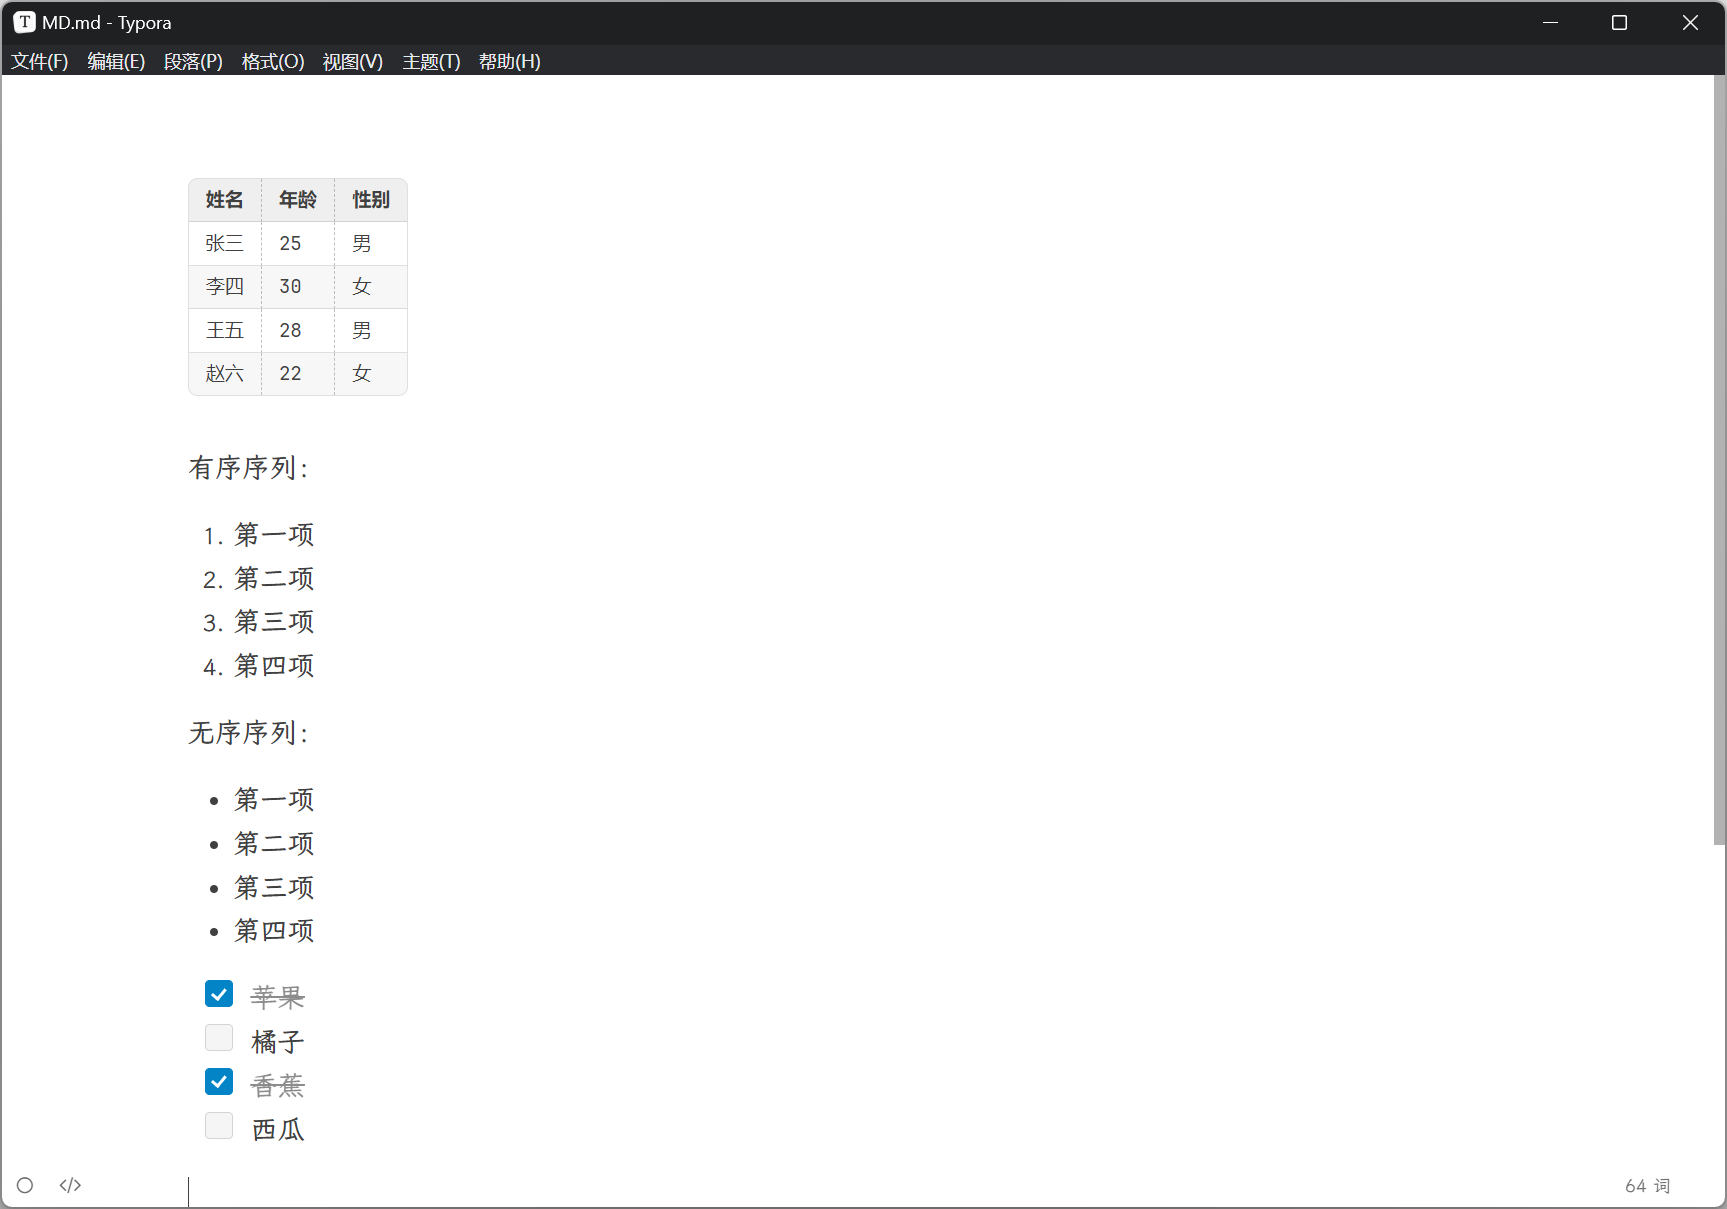 MD.md - Typora
文件(F) 编辑(E) 段落(P) 格式(O) 视图(V) 主题(T) 帮助(H)
姓名 年龄 性别
张三 25 男
李四 30 女
王五 28 男
赵六 22 女
有序序列：
1. 第一项
2. 第二项
3. 第三项
4. 第四项
无序序列：
• 第一项
• 第二项
• 第三项
• 第四项
苹果
橘子
香蕉
西瓜
64 词